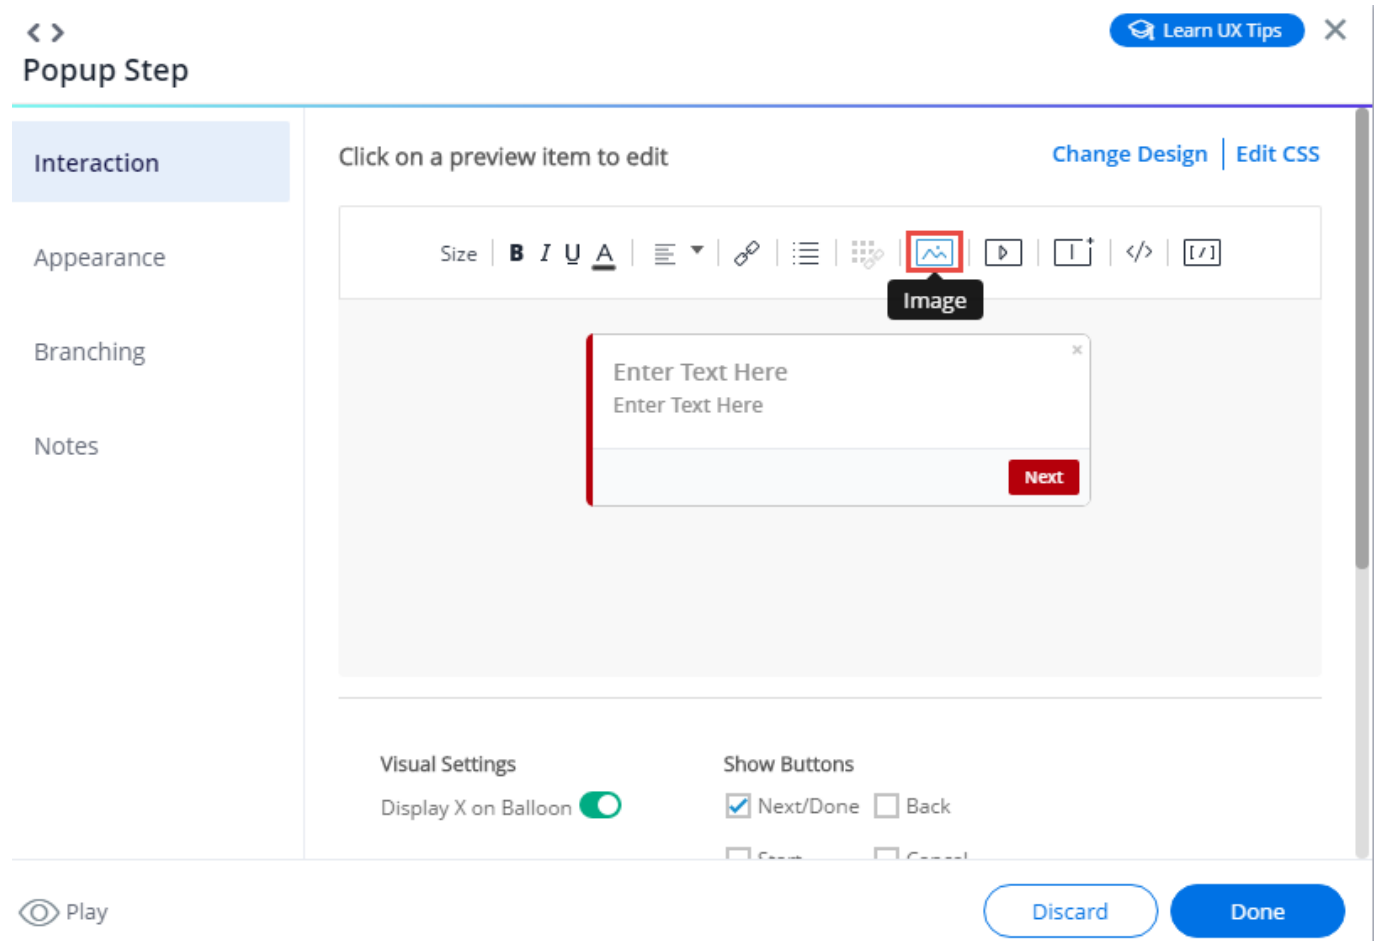 Learn UX Tips
Popup Step
Interaction
Appearance
Branching
Notes
Click on a preview item to edit
Change Design
Edit CSS
Size B I U A
Image
Enter Text Here
Enter Text Here
Next
Visual Settings
Display X on Balloon
Show Buttons
Next/Done
Back
Start
Cancel
Play
Discard
Done